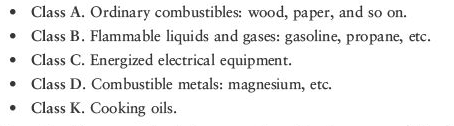 • Class A. Ordinary combustibles: wood, paper, and so on.
• Class B. Flammable liquids and gases: gasoline, propane, etc.
• Class C. Energized electrical equipment.
• Class D. Combustible metals: magnesium, etc.
• Class K. Cooking oils.